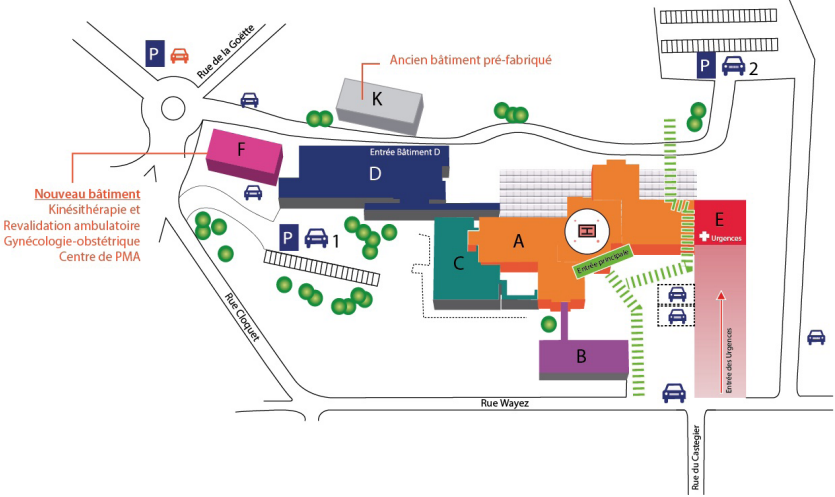 P
Rue de la Goëtte
Ancien bâtiment pré-fabriqué
K
P
2
F
Entrée Bâtiment D
D
Nouveau bâtiment
Kinésithérapie et
Revalidation ambulatoire
Gynécologie-obstétrique
Centre de PMA
P
1
A
H
E
Urgences
C
Entrée principale
Rue Cloquet
B
Entrée des Urgences
Rue Wayez
Rue du Castegier